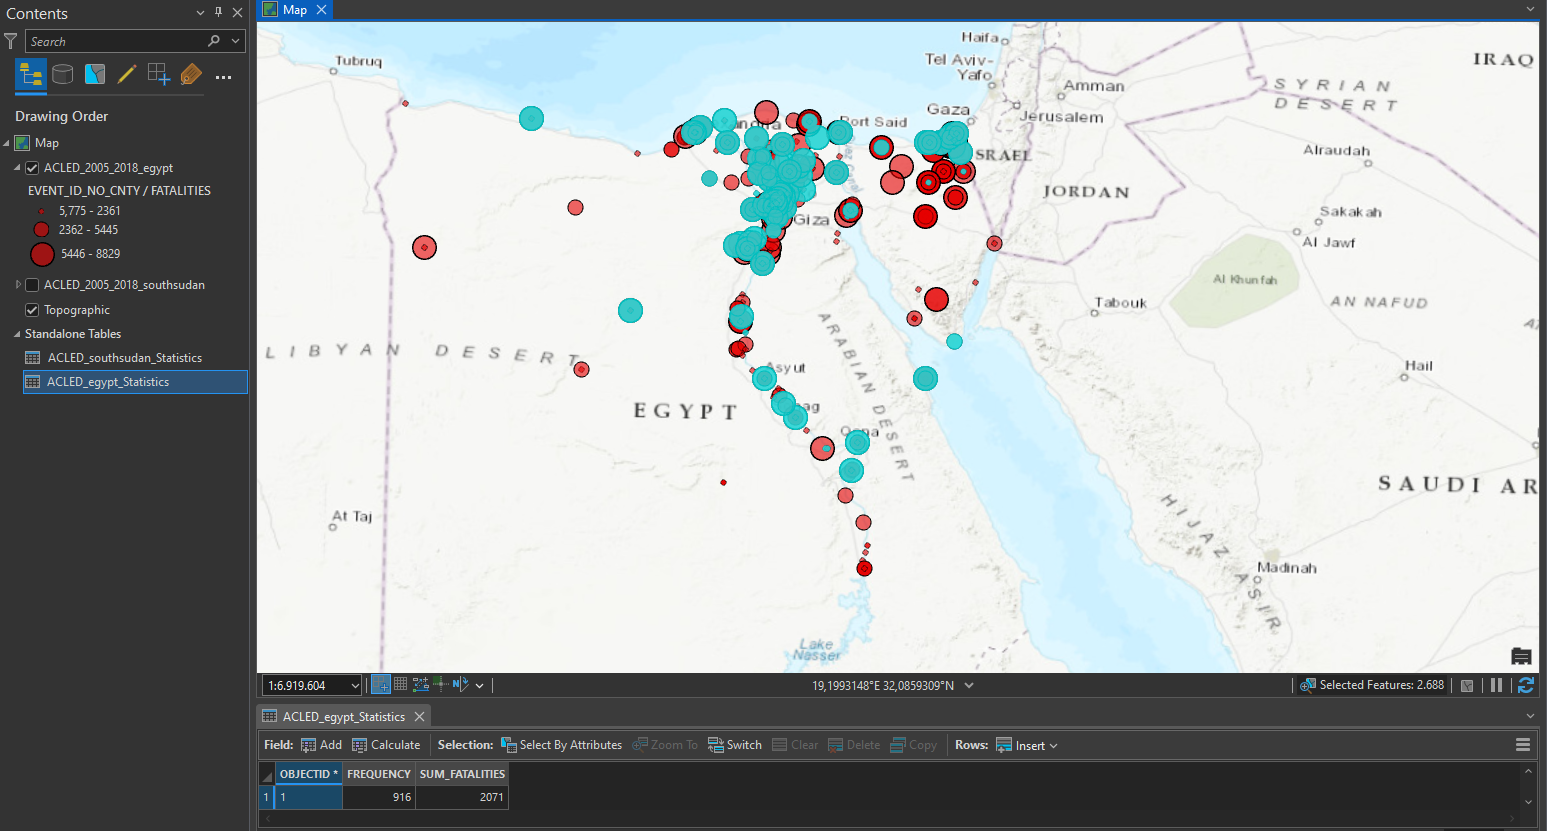 Contents
Search
Drawing Order
Map
ACLED_2005_2018_egypt
EVENT_ID_NO_CNTY / FATALITIES
5,775 - 2361
2362 - 5445
5446 - 8829
ACLED_2005_2018_southsudan
Topographic
Standalone Tables
ACLED_southsudan_Statistics
ACLED_egypt_Statistics
Map
Tubruq
Haifa
Tel Aviv-
Yafo
Amman
Gaza
Jerusalem
Port Said
ISRAEL
IRAQ
SYRIAN
DESERT
Alraudah
JORDAN
Sakakah
Al Jawf
Giza
Al Khunfah
AN NAFUD
Tabouk
LIBYAN DESERT
ARABIAN DESERT
Hail
Asyut
EGYPT
SAUDI AR
At Taj
HIJAZ ASIR
Madinah
Lake
Nasser
1:6.919.604
19,1993148°E 32,0859309°N
Selected Features: 2.688
ACLED_egypt_Statistics
Field: Add Calculate Selection: Select By Attributes Zoom To Switch Clear Delete Copy Rows: Insert
OBJECTID * FREQUENCY SUM_FATALITIES
1 1 916 2071